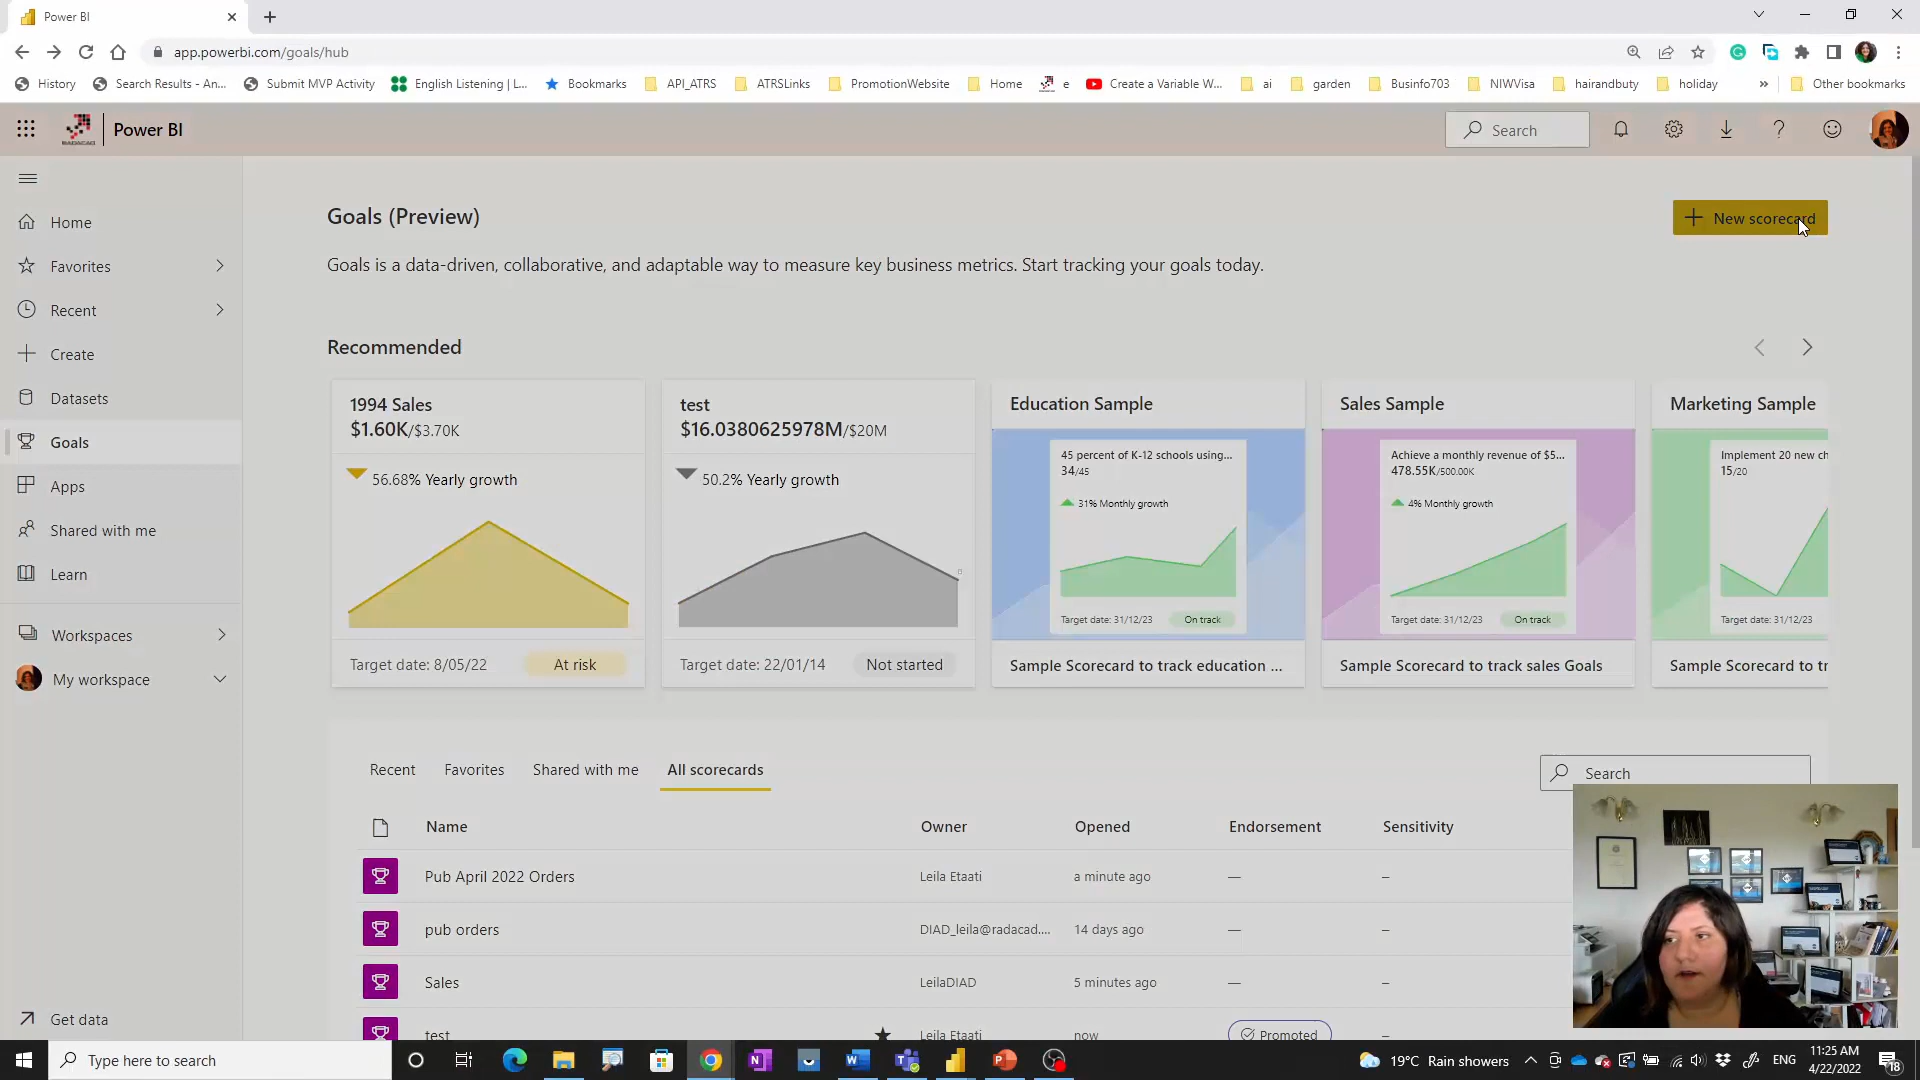 Power BI
app.powerbi.com/goals/hub
History
Search Results - An...
Submit MVP Activity
English Listening | L...
Bookmarks
API_ATRS
ATRSLinks
PromotionWebsite
Home
e
Create a Variable W...
ai
garden
Businfo703
NIWVisa
hairandbuty
holiday
»
Other bookmarks
Power BI
Search
Home
Favorites
Recent
Create
Datasets
Goals
Apps
Shared with me
Learn
Workspaces
My workspace
Get data
Goals (Preview)
New scorecard
Goals is a data-driven, collaborative, and adaptable way to measure key business metrics. Start tracking your goals today.
Recommended
1994 Sales
$1.60K/$3.70K
56.68% Yearly growth
Target date: 8/05/22
At risk
test
$16.0380625978M/$20M
50.2% Yearly growth
Target date: 22/01/14
Not started
Education Sample
45 percent of K-12 schools using...
34/45
31% Monthly growth
Target date: 31/12/23
On track
Sample Scorecard to track education ...
Sales Sample
Achieve a monthly revenue of $5...
478.55K/500.00K
4% Monthly growth
Target date: 31/12/23
On track
Sample Scorecard to track sales Goals
Marketing Sample
Implement 20 new ch
15/20
Target date: 31/12/23
Sample Scorecard to tr
Recent
Favorites
Shared with me
All scorecards
Search
Name
Owner
Opened
Endorsement
Sensitivity
Pub April 2022 Orders
Leila Etaati
a minute ago
—
–
pub orders
DIAD_leila@radacad....
14 days ago
—
–
Sales
LeilaDIAD
5 minutes ago
—
–
test
Leila Etaati
now
Promoted
–
Type here to search
19°C Rain showers
ENG
11:25 AM
4/22/2022
18